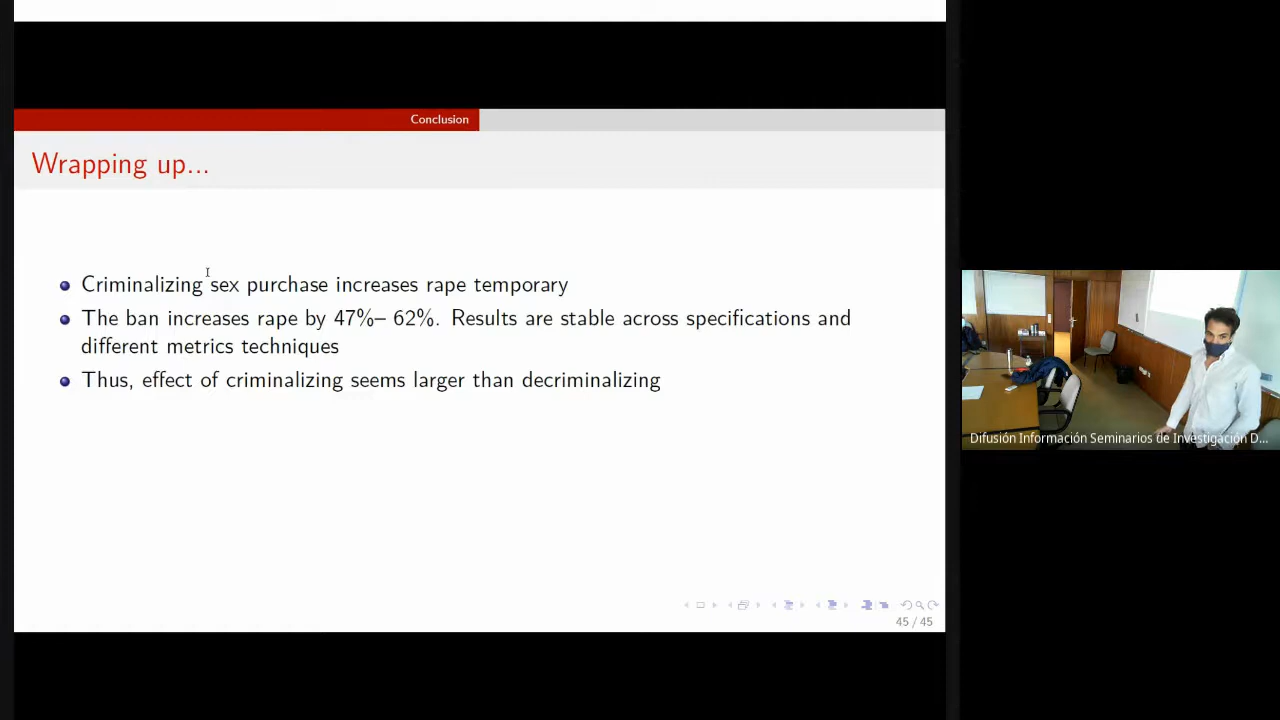 Conclusion
Wrapping up...
Criminalizing sex purchase increases rape temporary
The ban increases rape by 47%– 62%. Results are stable across specifications and
different metrics techniques
Thus, effect of criminalizing seems larger than decriminalizing
45 / 45
Difusión Información Seminarios de Investigación D...